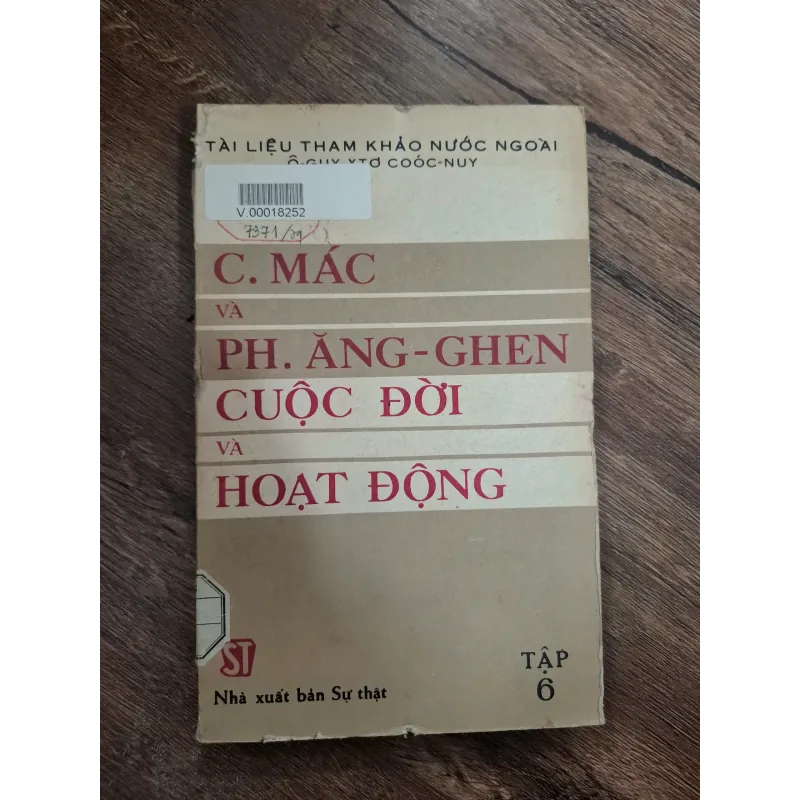 TÀI LIỆU THAM KHẢO NƯỚC NGOÀI
Ô-GUY-XTƠ COÓC-NUY
V.00018252
7371
C. MÁC
VÀ
PH. ĂNG-GHEN
CUỘC ĐỜI
VÀ
HOẠT ĐỘNG
ST
TẬP
6
Nhà xuất bản Sự thật